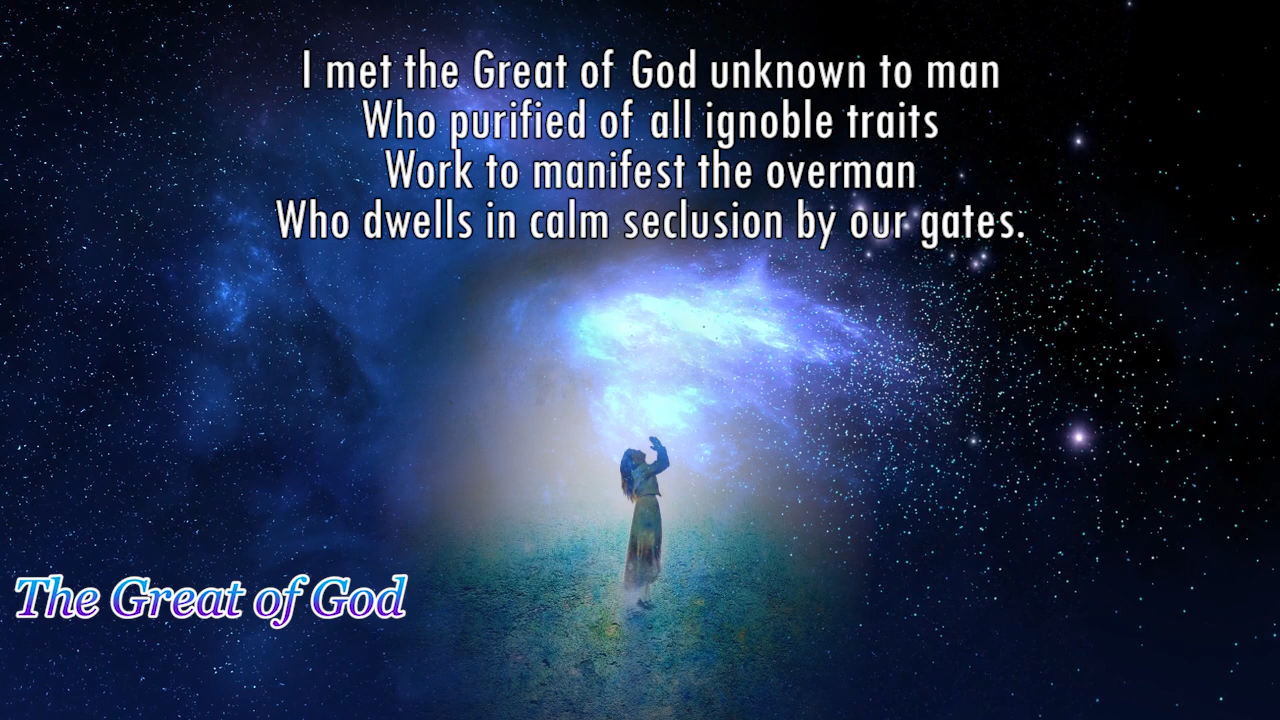 I met the Great of God unknown to man
Who purified of all ignoble traits
Work to manifest the overman
Who dwells in calm seclusion by our gates.
The Great of God